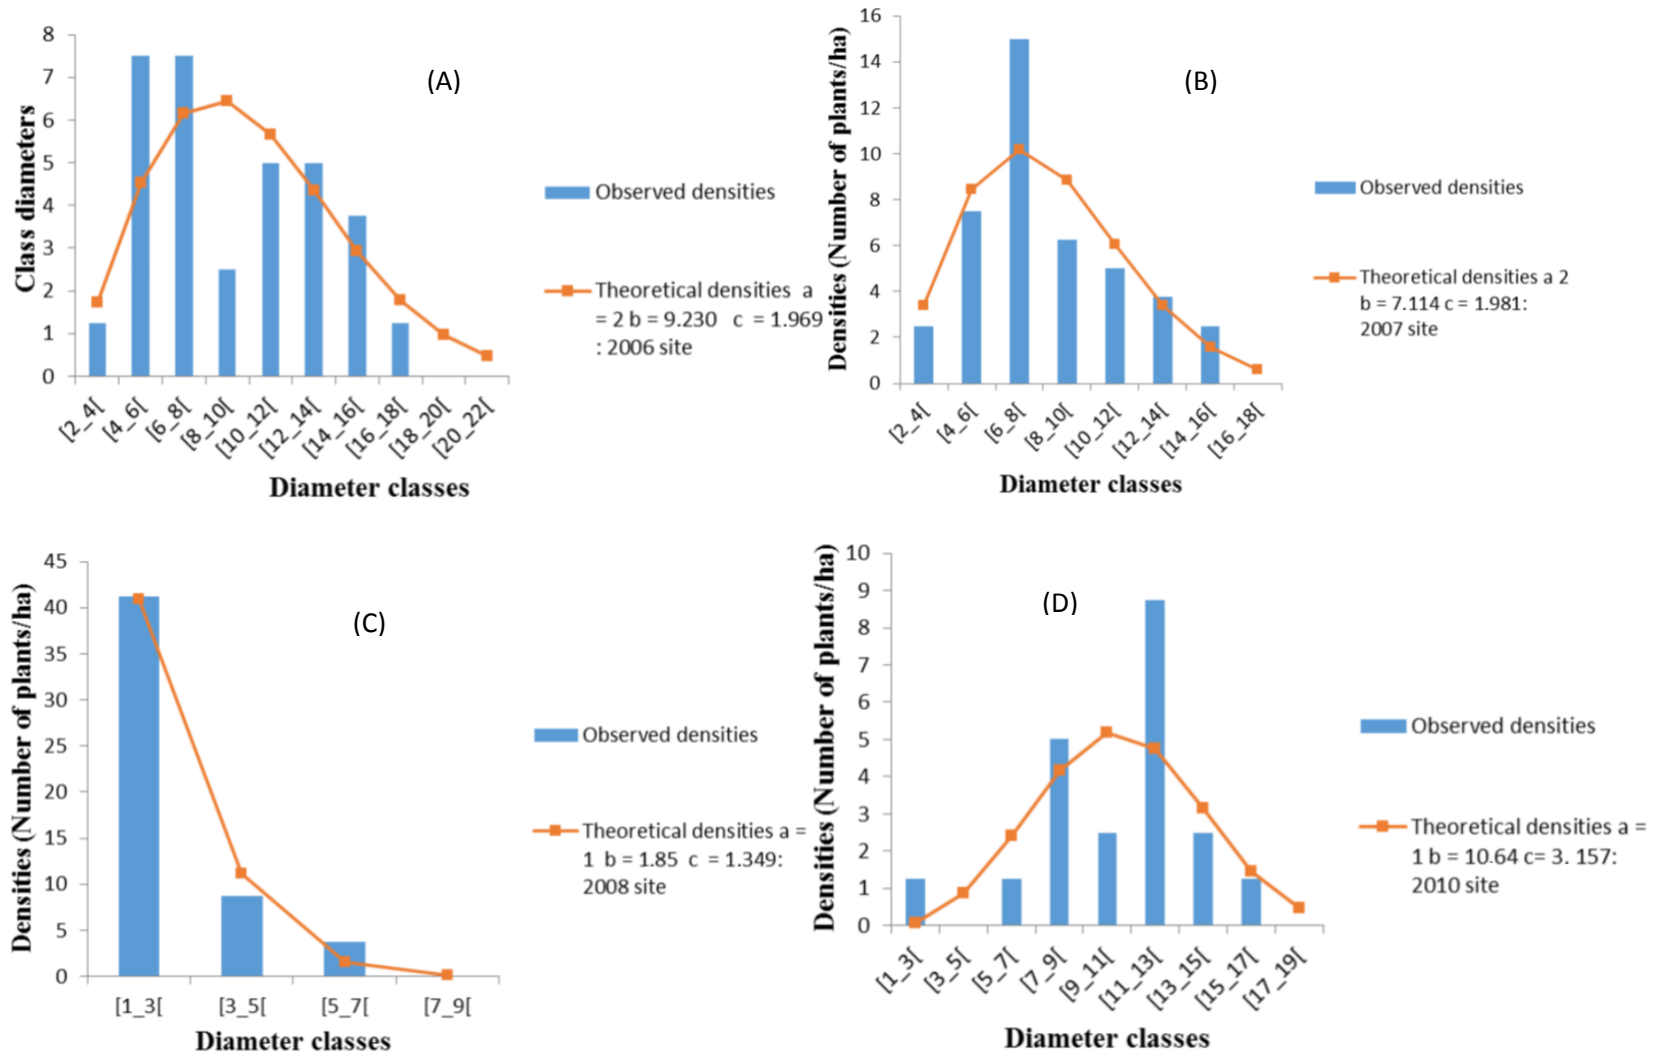 (A)
Class diameters
8
7
6
5
4
3
2
1
0
[2_4[
[4_6[
[6_8[
[8_10[
[10_12[
[12_14[
[14_16[
[16_18[
[18_20[
[20_22[
Diameter classes
Observed densities
Theoretical densities a
= 2 b = 9.230 c = 1.969
: 2006 site
(B)
Densities (Number of plants/ha)
16
14
12
10
8
6
4
2
0
[2_4[
[4_6[
[6_8[
[8_10[
[10_12[
[12_14[
[14_16[
[16_18[
Diameter classes
Observed densities
Theoretical densities a 2
b = 7.114 c = 1.981:
2007 site
(C)
Densities (Number of plants/ha)
45
40
35
30
25
20
15
10
5
0
[1_3[
[3_5[
[5_7[
[7_9[
Diameter classes
Observed densities
Theoretical densities a =
1 b = 1.85 c = 1.349:
2008 site
(D)
Densities (Number of plants/ha)
10
9
8
7
6
5
4
3
2
1
0
[1_3[
[3_5[
[5_7[
[7_9[
[9_11[
[11_13[
[13_15[
[15_17[
[17_19[
Diameter classes
Observed densities
Theoretical densities a =
1 b = 10.64 c= 3. 157:
2010 site